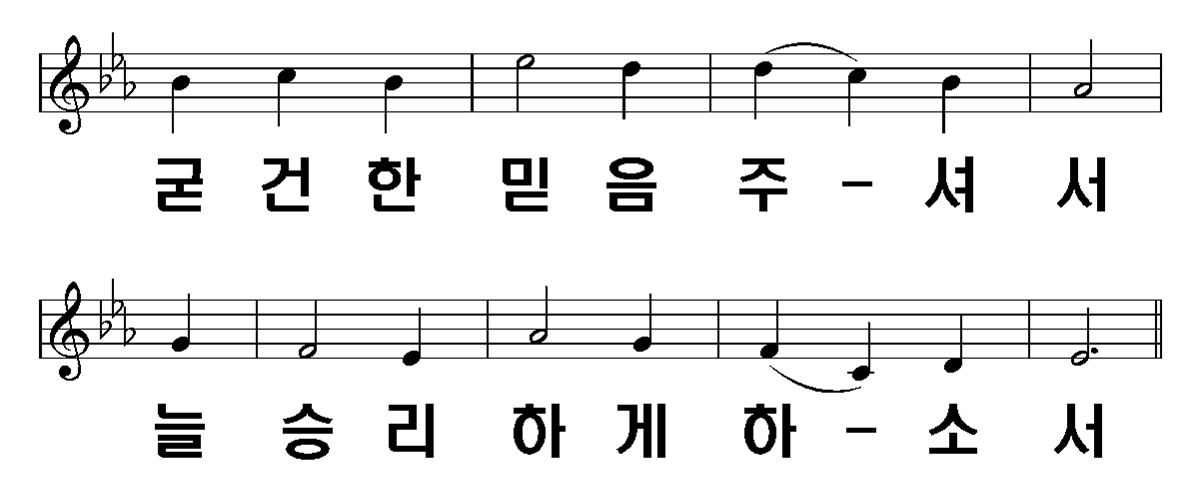 굳 건 한 믿 음 주 - 셔 서
늘 승 리 하 게 하 - 소 서